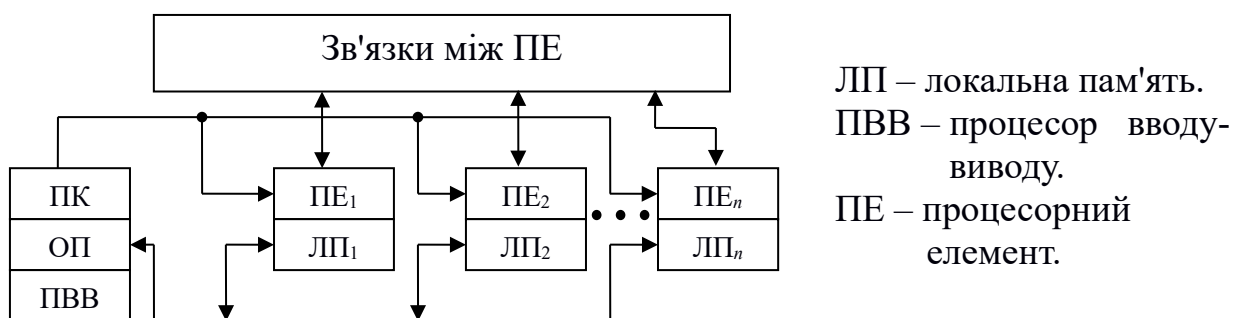 Зв'язки між ПЕ
ЛП – локальна пам'ять.
ПВВ – процесор вводу-
виводу.
ПЕ – процесорний
елемент.
ПК ПЕ1 ПЕ2 ПЕn
ОП ЛП1 ЛП2 ЛПn
ПВВ